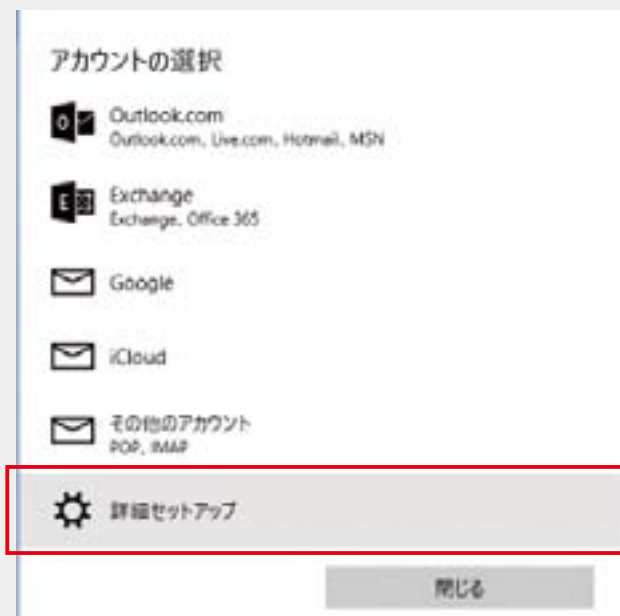 アカウントの選択
Outlook.com
Outlook.com, Live.com, Hotmail, MSN
Exchange
Exchange, Office 365
Google
iCloud
その他のアカウント
POP, IMAP
詳細セットアップ
閉じる